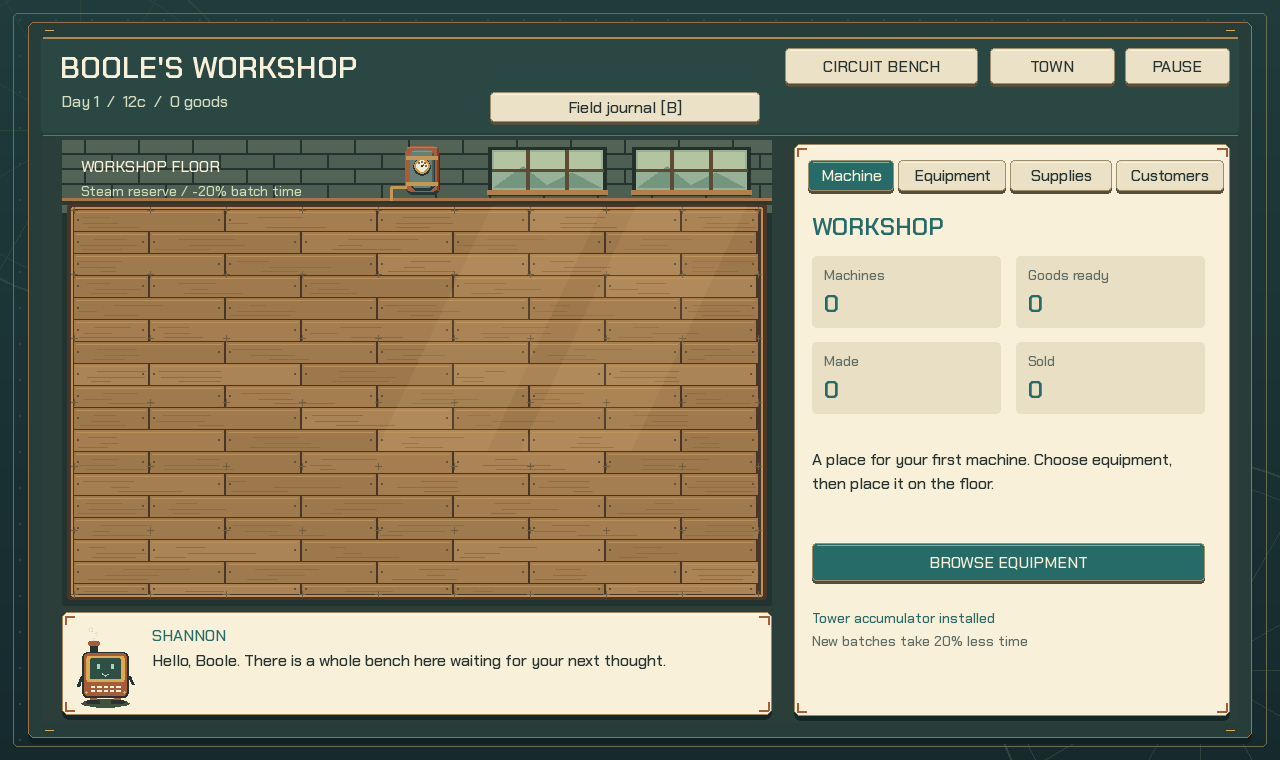 BOOLE'S WORKSHOP
Day 1 / 12c / 0 goods
Field journal [B]
CIRCUIT BENCH
TOWN
PAUSE
WORKSHOP FLOOR
Steam reserve / -20% batch time
Machine
Equipment
Supplies
Customers
WORKSHOP
Machines
0
Goods ready
0
Made
0
Sold
0
A place for your first machine. Choose equipment,
then place it on the floor.
BROWSE EQUIPMENT
Tower accumulator installed
New batches take 20% less time
SHANNON
Hello, Boole. There is a whole bench here waiting for your next thought.